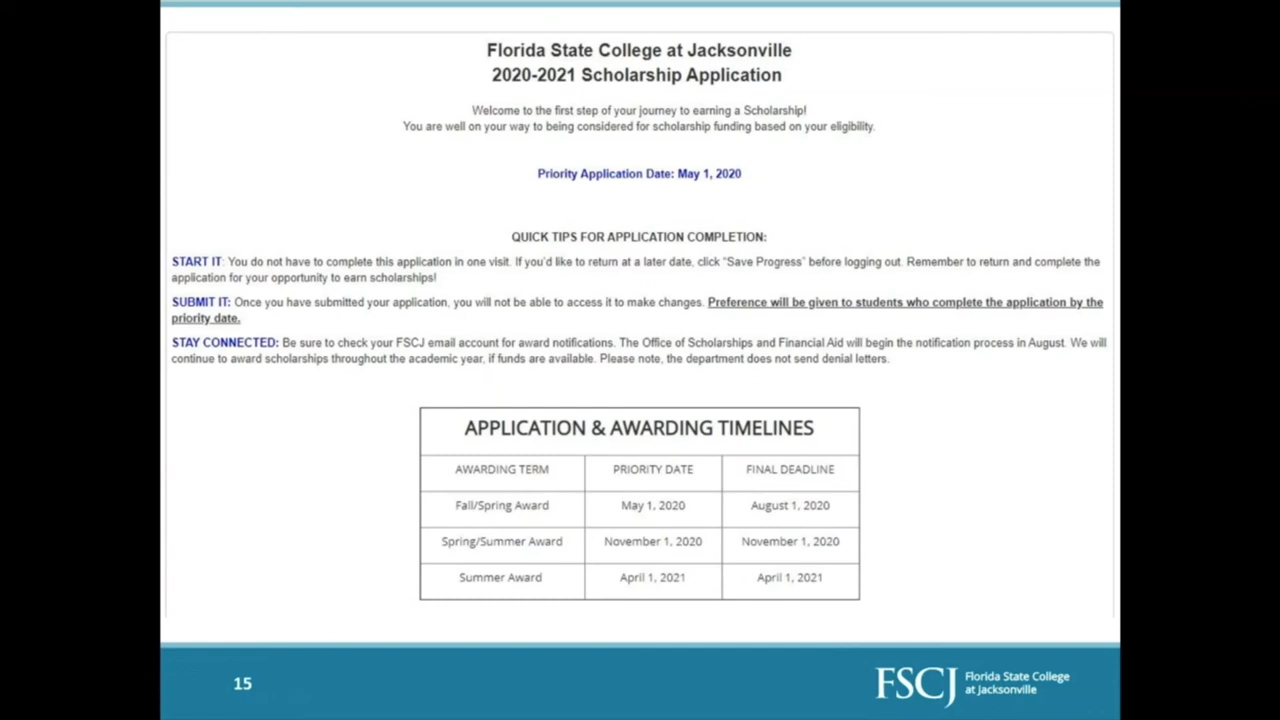 Florida State College at Jacksonville
2020-2021 Scholarship Application
Welcome to the first step of your journey to earning a Scholarship!
You are well on your way to being considered for scholarship funding based on your eligibility.
Priority Application Date: May 1, 2020
QUICK TIPS FOR APPLICATION COMPLETION:
START IT: You do not have to complete this application in one visit. If you'd like to return at a later date, click "Save Progress" before logging out. Remember to return and complete the
application for your opportunity to earn scholarships!
SUBMIT IT: Once you have submitted your application, you will not be able to access it to make changes. Preference will be given to students who complete the application by the
priority date.
STAY CONNECTED: Be sure to check your FSCJ email account for award notifications. The Office of Scholarships and Financial Aid will begin the notification process in August. We will
continue to award scholarships throughout the academic year, if funds are available. Please note, the department does not send denial letters.
APPLICATION & AWARDING TIMELINES
AWARDING TERM PRIORITY DATE FINAL DEADLINE
Fall/Spring Award May 1, 2020 August 1, 2020
Spring/Summer Award November 1, 2020 November 1, 2020
Summer Award April 1, 2021 April 1, 2021
15
FSCJ Florida State College
at Jacksonville